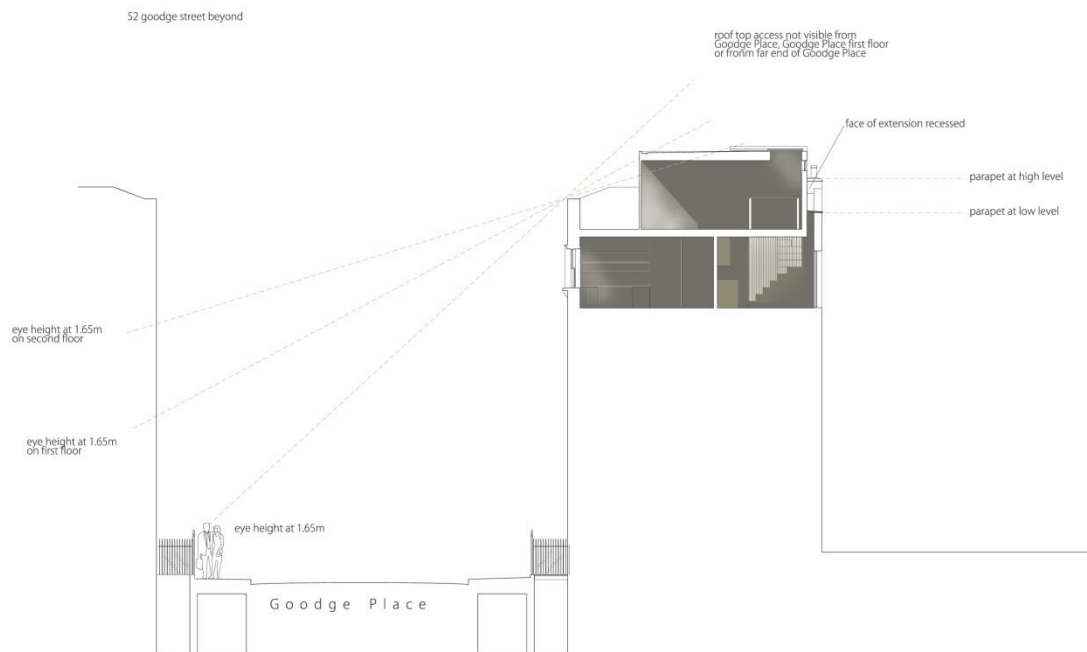 52 goodge street beyond
roof top access not visible from
Goodge Place, Goodge Place first floor
or fronm far end of Goodge Place
face of extension recessed
parapet at high level
parapet at low level
eye height at 1.65m
on second floor
eye height at 1.65m
on first floor
eye height at 1.65m
Goodge Place